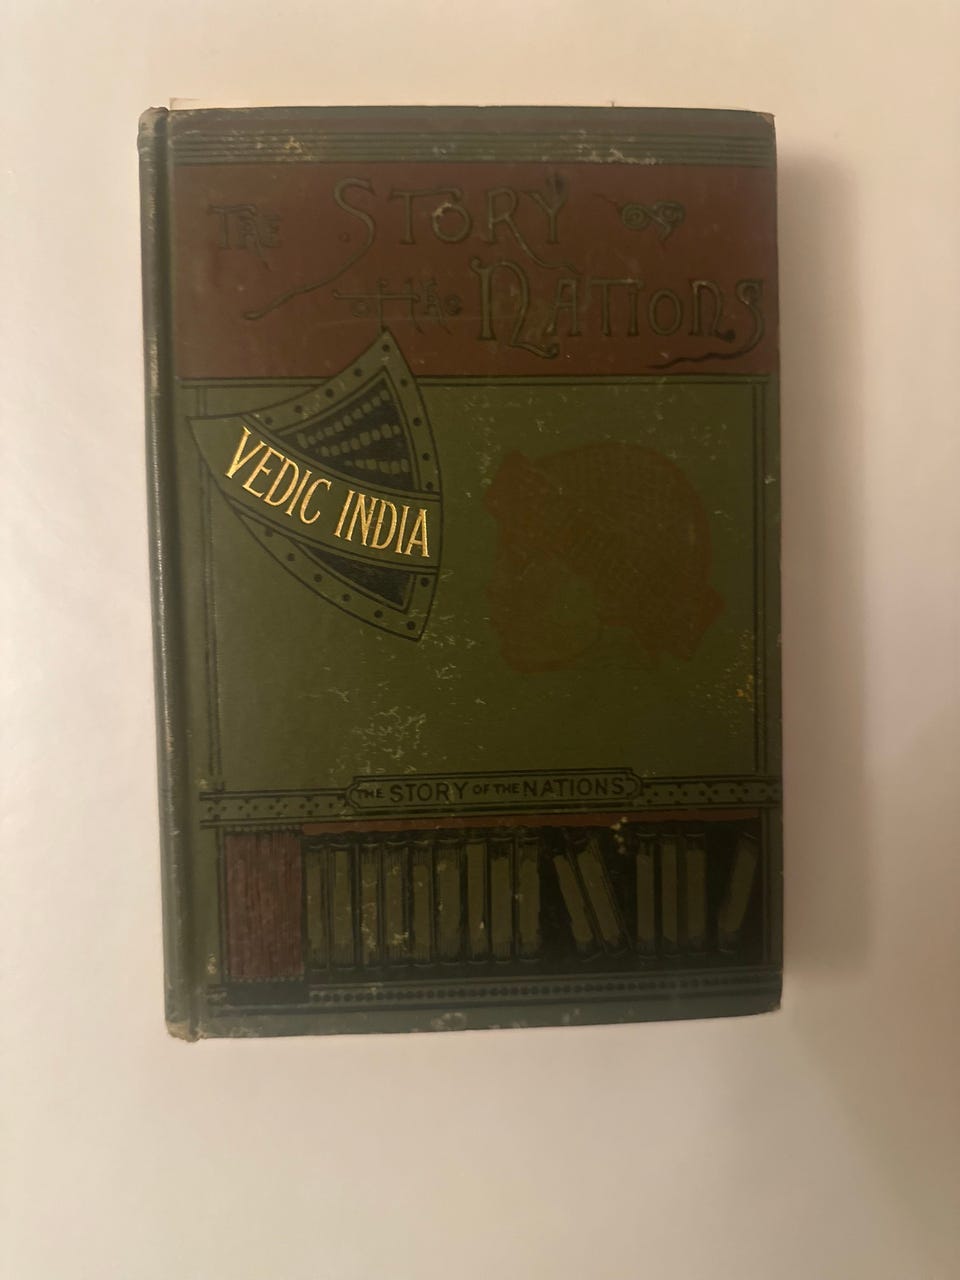 THE STORY
of the NATIONS
VEDIC INDIA
THE STORY OF THE NATIONS